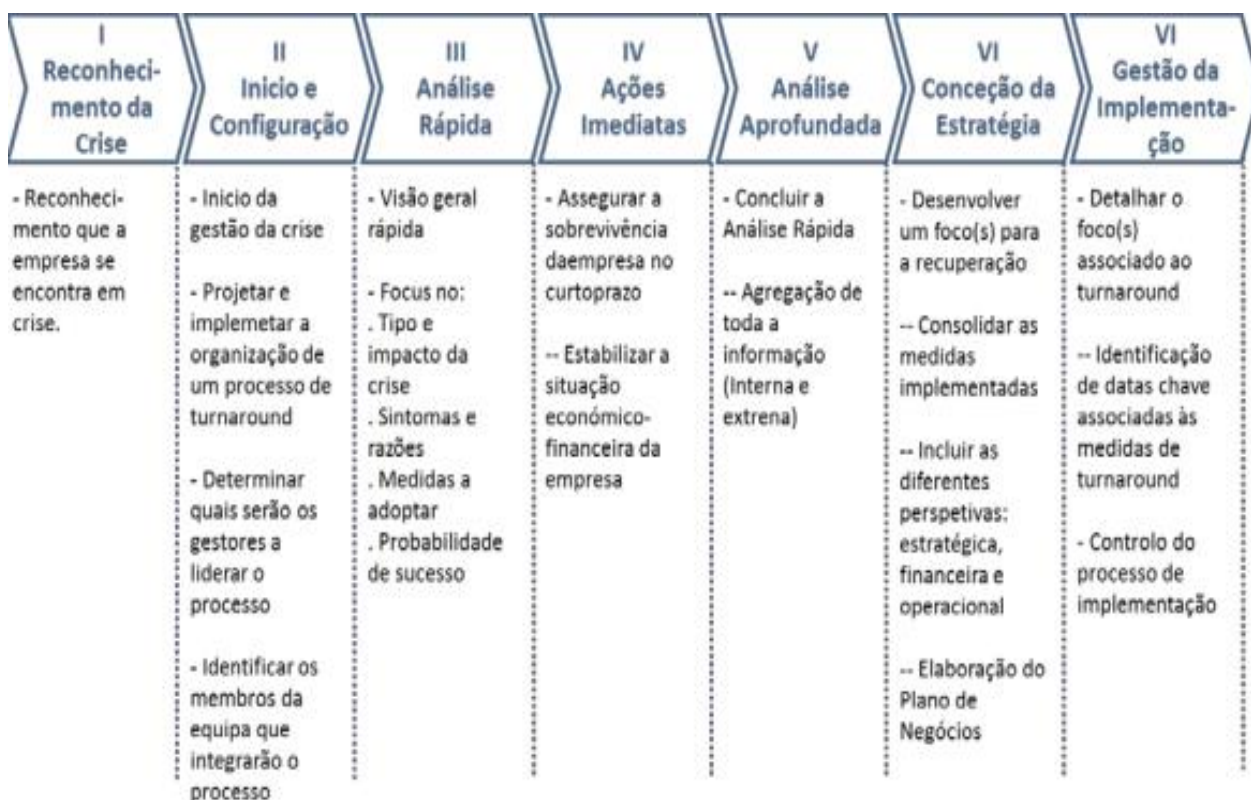 I
Reconheci-
mento da
Crise
II
Inicio e
Configuração
III
Análise
Rápida
IV
Ações
Imediatas
V
Análise
Aprofundada
VI
Conceção da
Estratégia
VI
Gestão da
Implementa-
ção
- Reconheci-
mento que a
empresa se
encontra em
crise.
- Inicio da
gestão da crise
- Projetar e
implemetar a
organização de
um processo de
turnaround
- Determinar
quais serão os
gestores a
liderar o
processo
- Identificar os
membros da
equipa que
integrarão o
processo
- Visão geral
rápida
- Focus no:
. Tipo e
impacto da
crise
. Sintomas e
razões
. Medidas a
adoptar
. Probabilidade
de sucesso
- Assegurar a
sobrevivência
daempresa no
curtoprazo
-- Estabilizar a
situação
económico-
financeira da
empresa
- Concluir a
Análise Rápida
-- Agregação de
toda a
informação
(Interna e
extrena)
- Desenvolver
um foco(s) para
a recuperação
-- Consolidar as
medidas
implementadas
-- Incluir as
diferentes
perspetivas:
estratégica,
financeira e
operacional
-- Elaboração do
Plano de
Negócios
- Detalhar o
foco(s)
associado ao
turnaround
-- Identificação
de datas chave
associadas às
medidas de
turnaround
- Controlo do
processo de
implementação